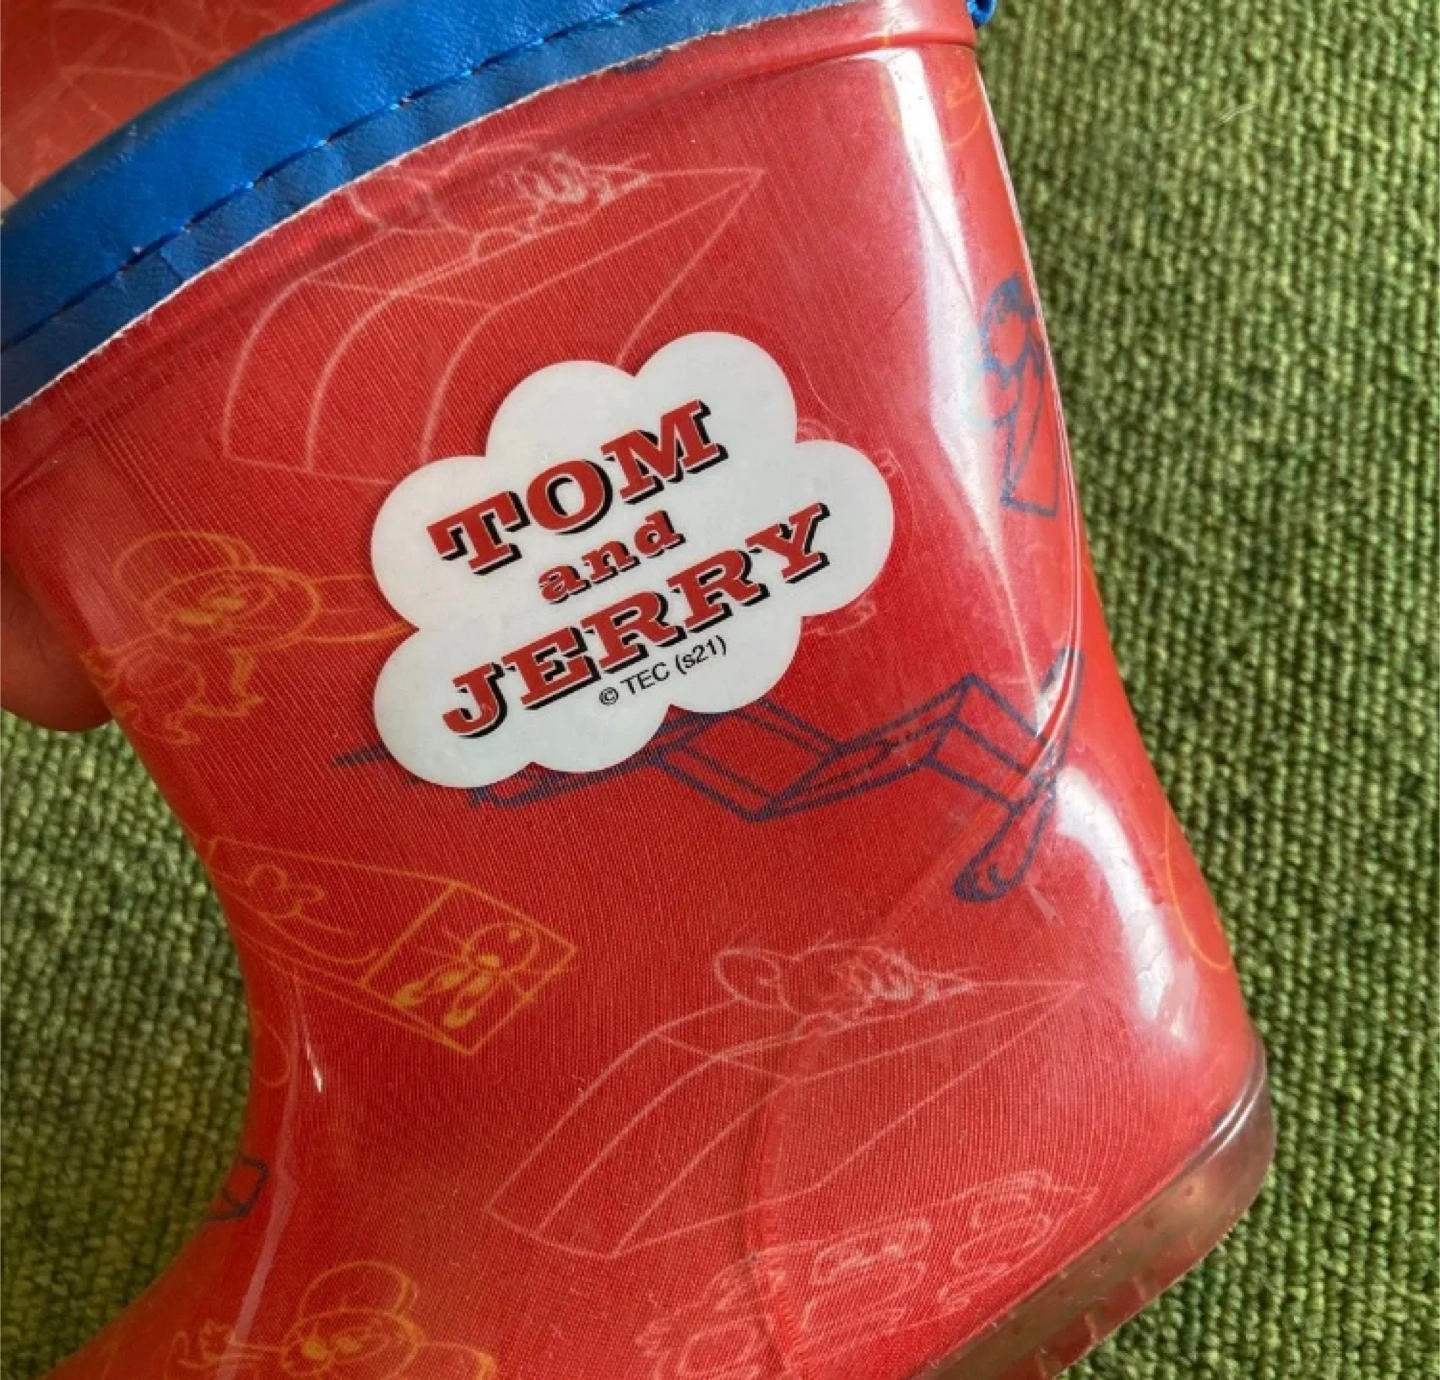 TOM
and
JERRY
© TEC (s21)